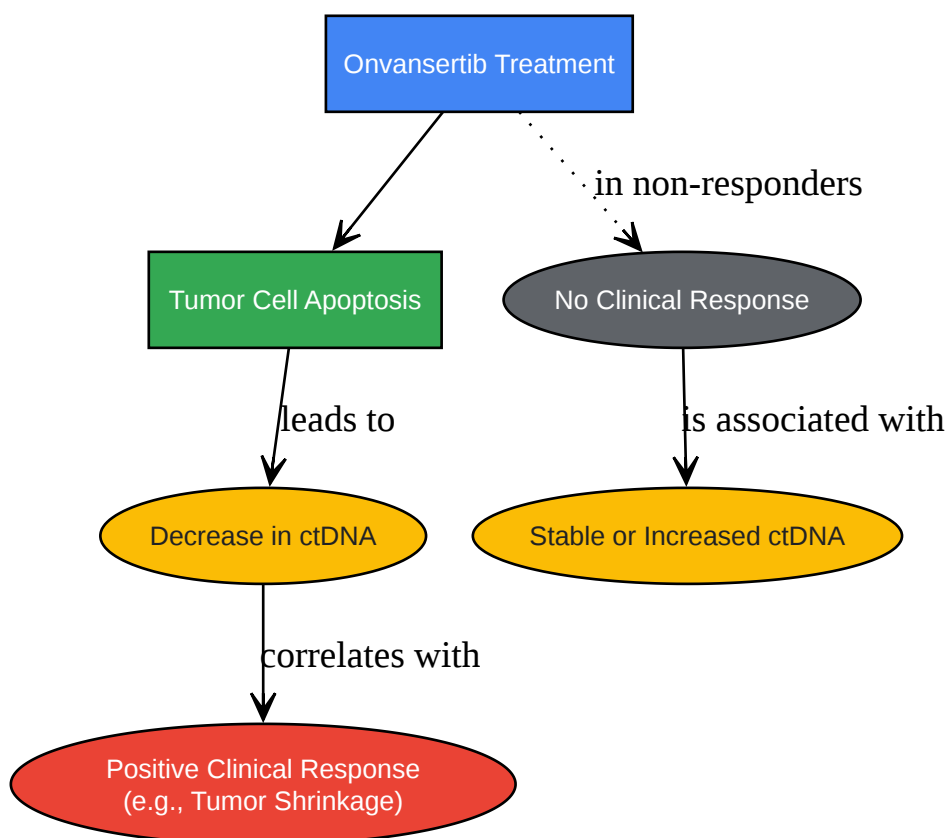 Onvansertib Treatment
in non-responders
Tumor Cell Apoptosis
No Clinical Response
leads to
is associated with
Decrease in ctDNA
Stable or Increased ctDNA
correlates with
Positive Clinical Response
(e.g., Tumor Shrinkage)